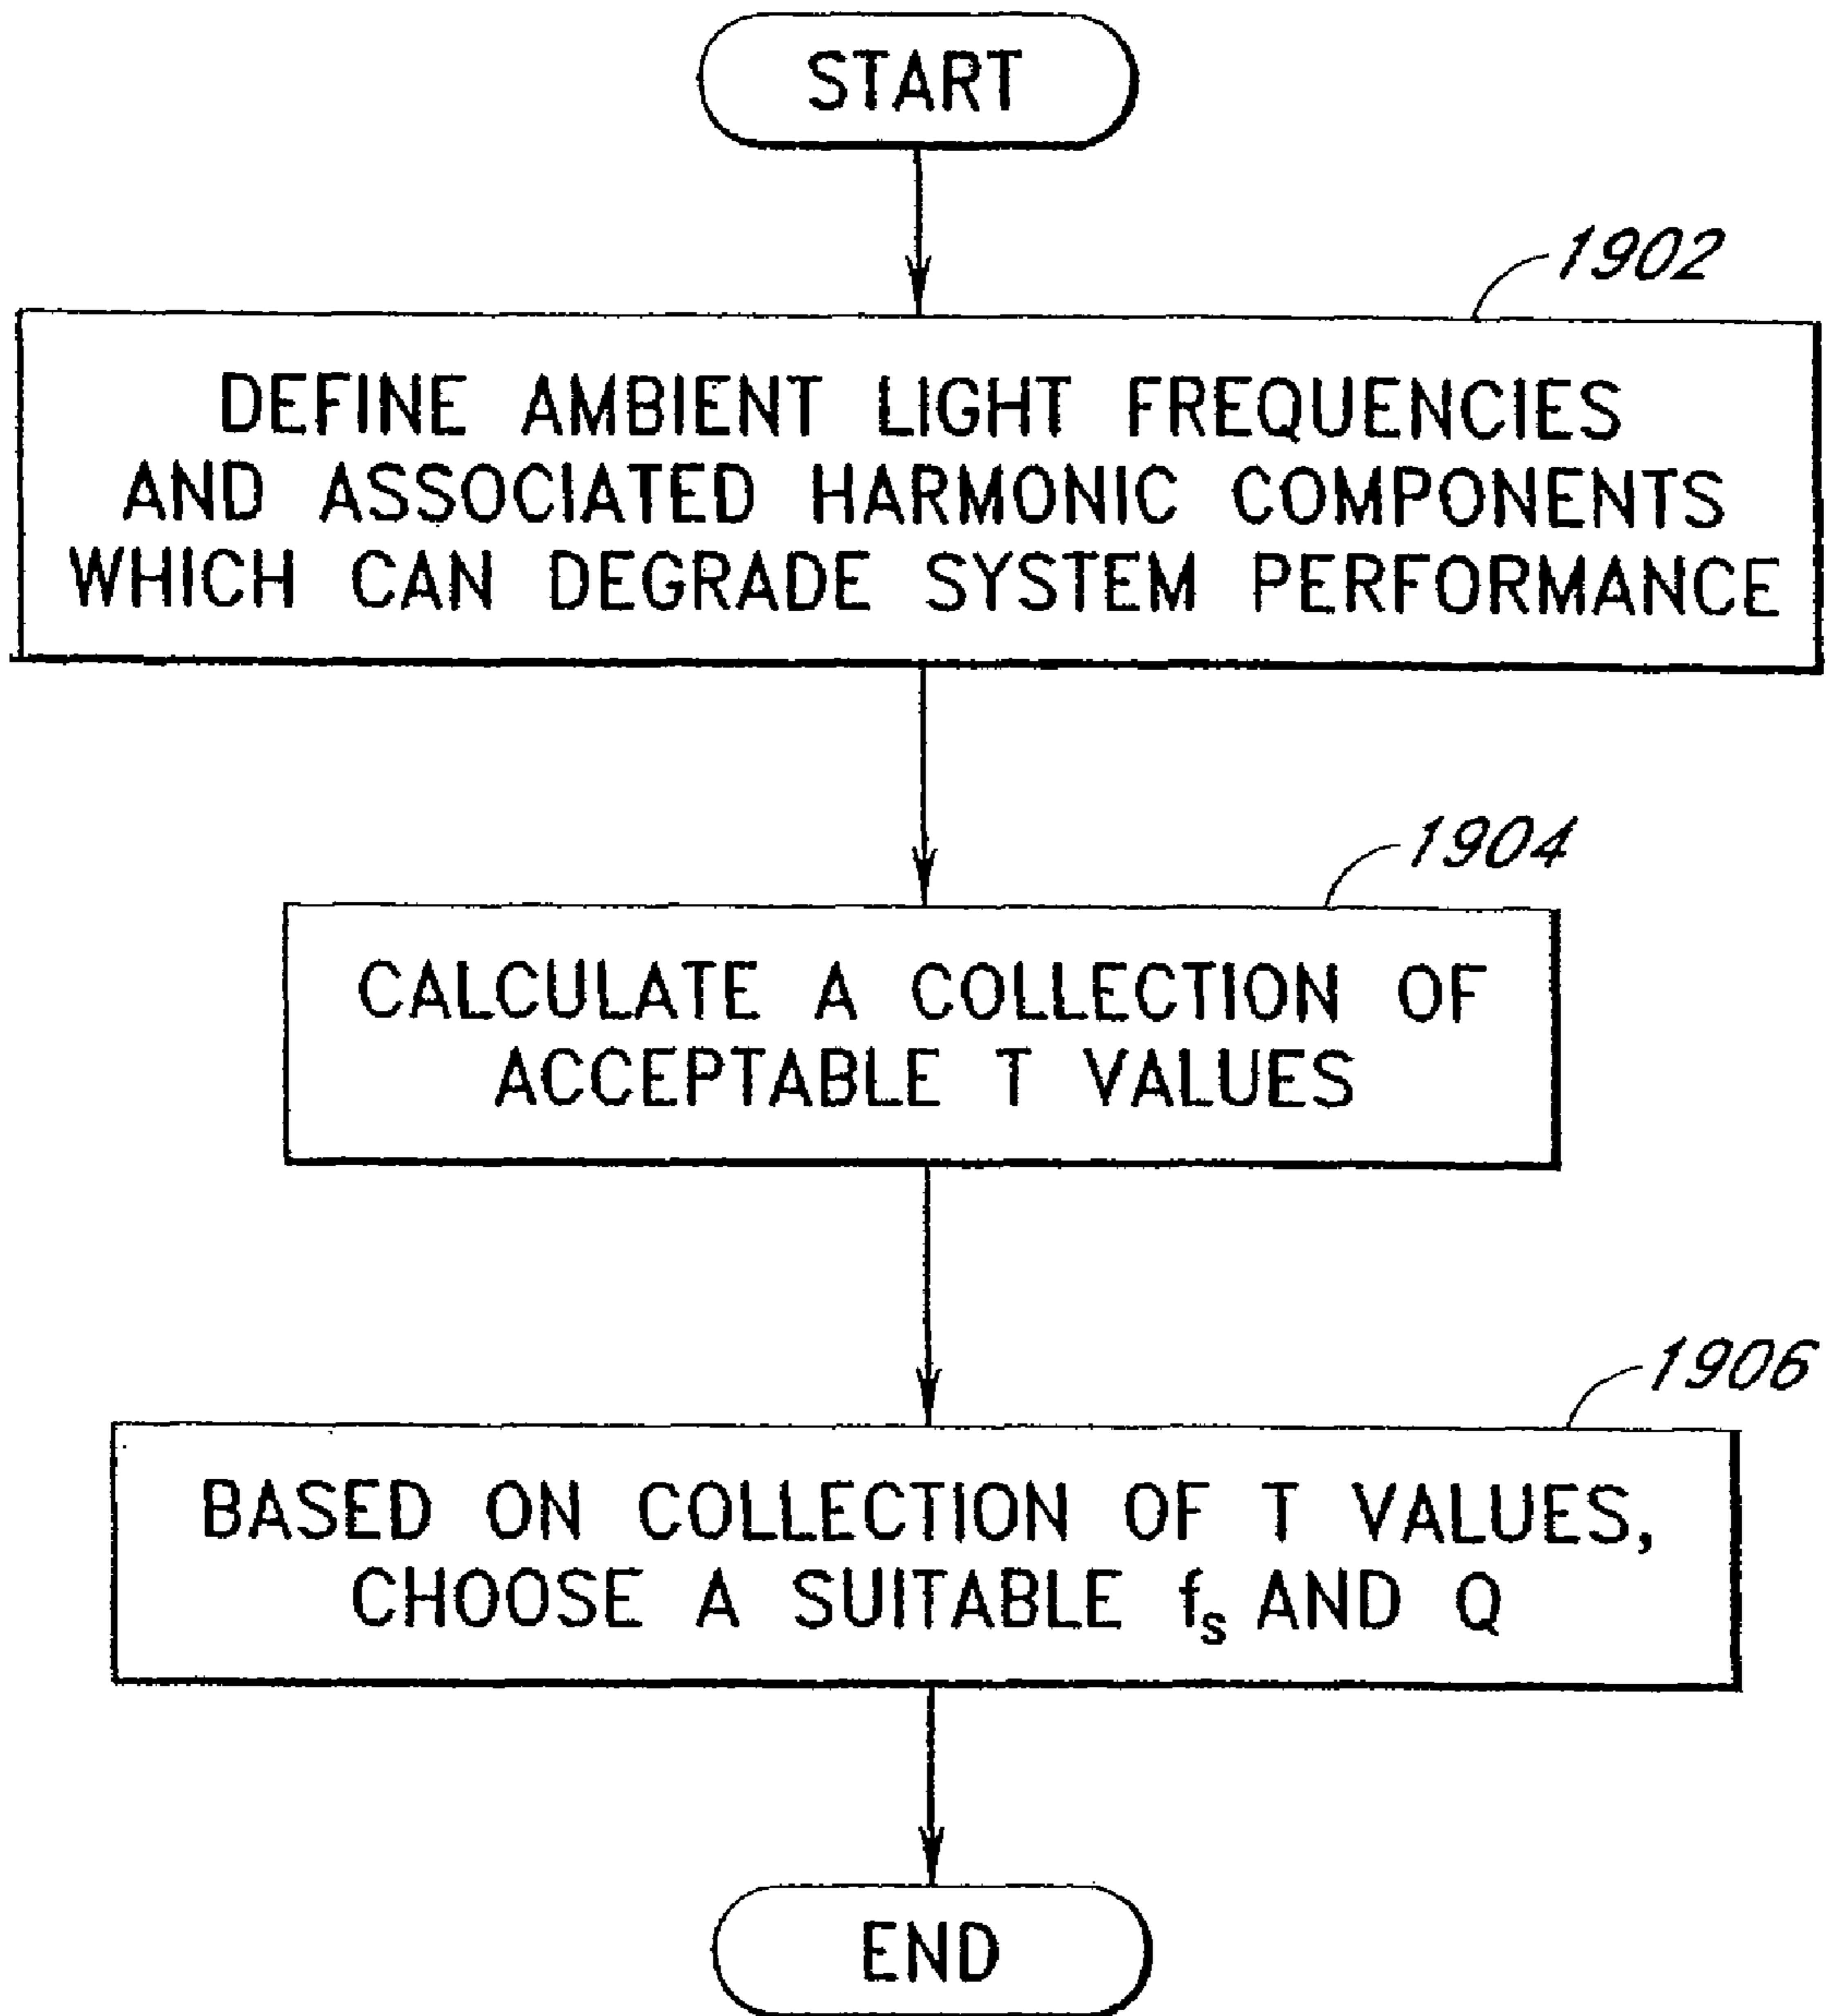 START
1902
DEFINE AMBIENT LIGHT FREQUENCIES
AND ASSOCIATED HARMONIC COMPONENTS
WHICH CAN DEGRADE SYSTEM PERFORMANCE
1904
CALCULATE A COLLECTION OF
ACCEPTABLE T VALUES
1906
BASED ON COLLECTION OF T VALUES,
CHOOSE A SUITABLE fs AND Q
END